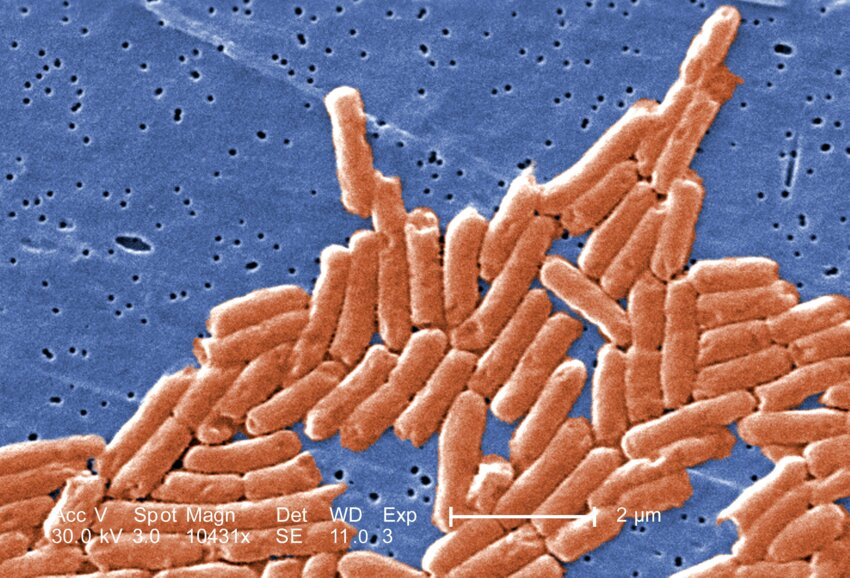 Acc V Spot Magn Det WD Exp
30.0 kV 3.0 10431x SE 11.0 3 2 µm